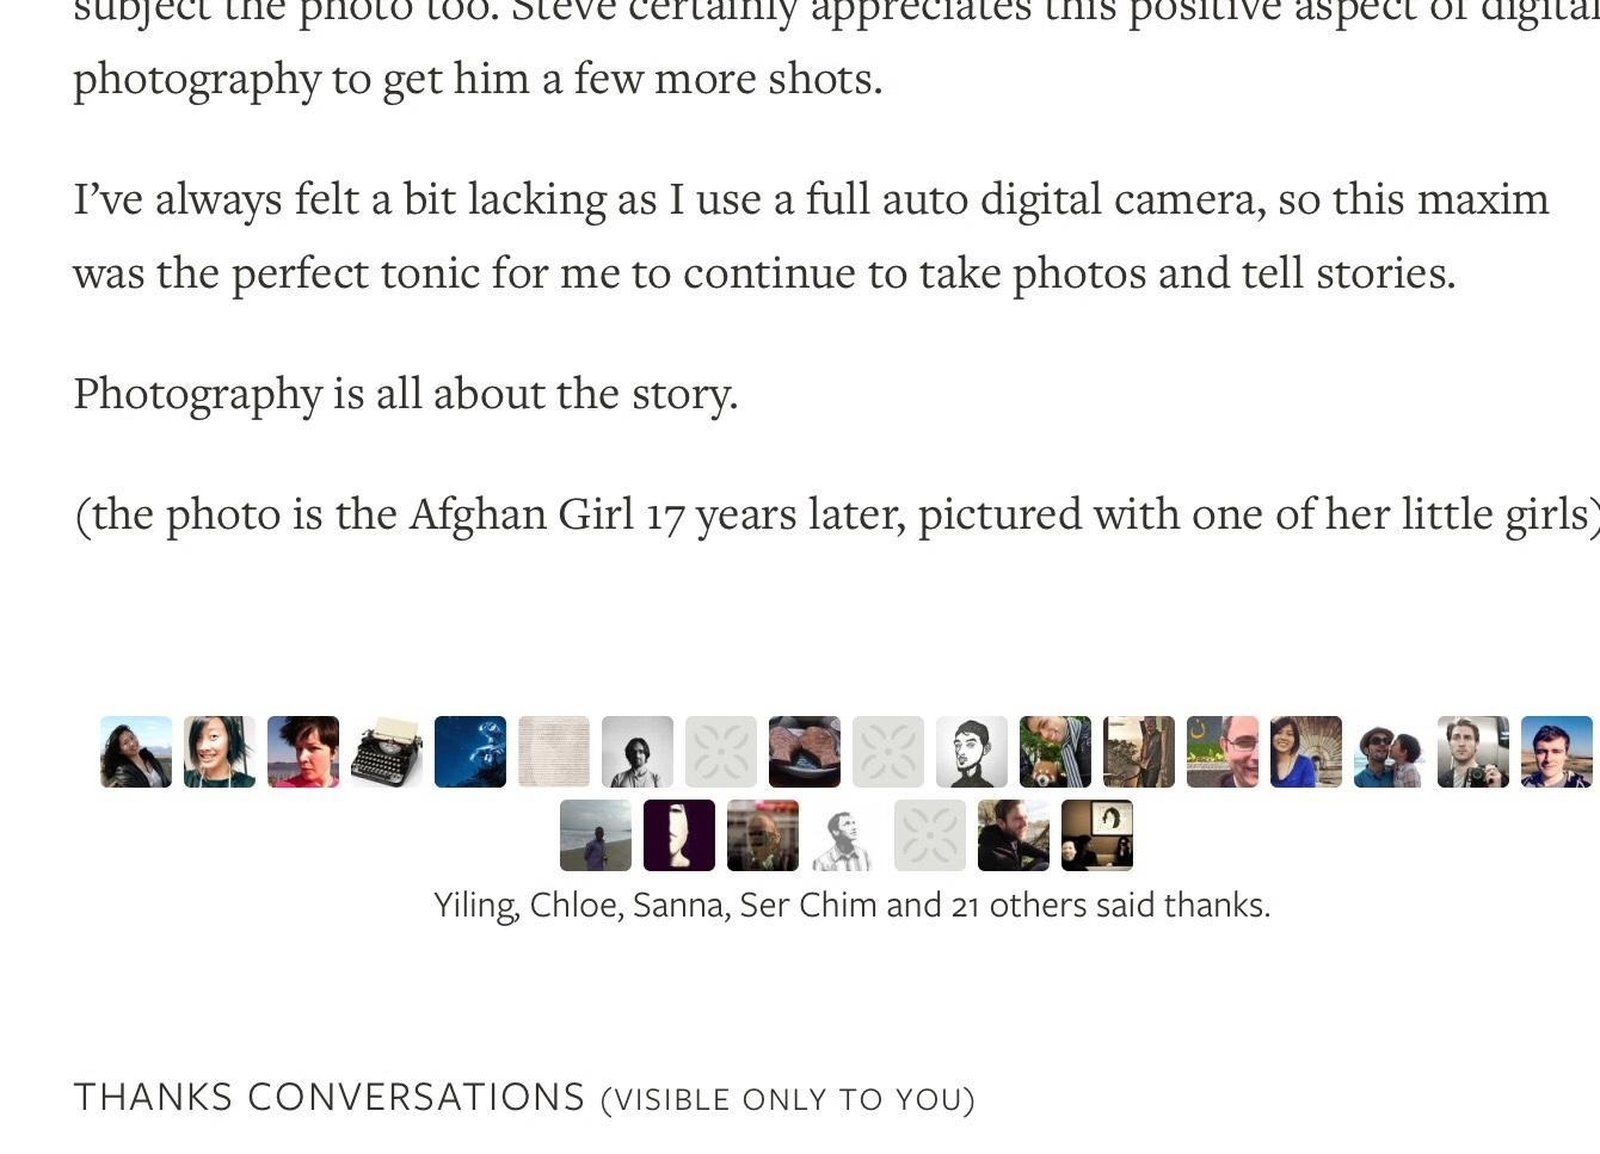 subject the photo too. Steve certainly appreciates this positive aspect of digital
photography to get him a few more shots.
I’ve always felt a bit lacking as I use a full auto digital camera, so this maxim
was the perfect tonic for me to continue to take photos and tell stories.
Photography is all about the story.
(the photo is the Afghan Girl 17 years later, pictured with one of her little girls)
Yiling, Chloe, Sanna, Ser Chim and 21 others said thanks.
THANKS CONVERSATIONS (VISIBLE ONLY TO YOU)